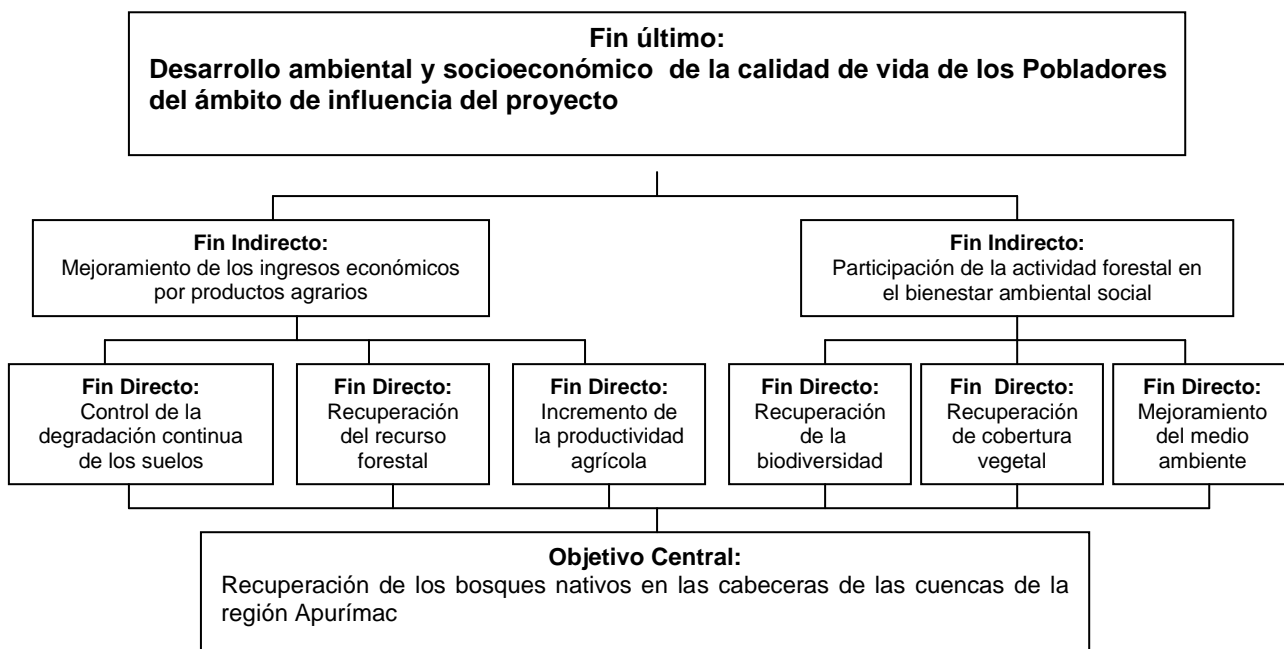 Fin último:
Desarrollo ambiental y socioeconómico de la calidad de vida de los Pobladores
del ámbito de influencia del proyecto
Fin Indirecto:
Mejoramiento de los ingresos económicos
por productos agrarios
Fin Indirecto:
Participación de la actividad forestal en
el bienestar ambiental social
Fin Directo:
Control de la
degradación continua
de los suelos
Fin Directo:
Recuperación
del recurso
forestal
Fin Directo:
Incremento de
la productividad
agrícola
Fin Directo:
Recuperación
de la
biodiversidad
Fin Directo:
Recuperación
de cobertura
vegetal
Fin Directo:
Mejoramiento
del medio
ambiente
Objetivo Central:
Recuperación de los bosques nativos en las cabeceras de las cuencas de la
región Apurímac